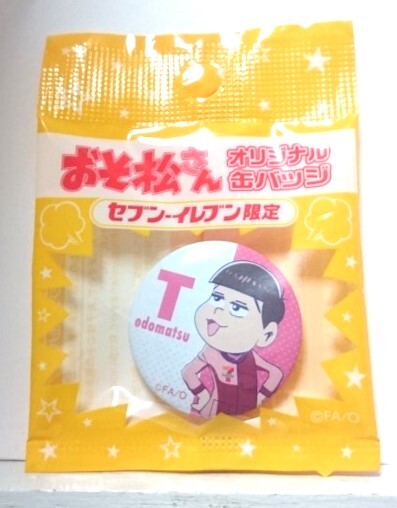 おそ松さん
オリジナル
缶バッジ
セブン-イレブン限定
T
odomatsu
©FA/O
©FA/O